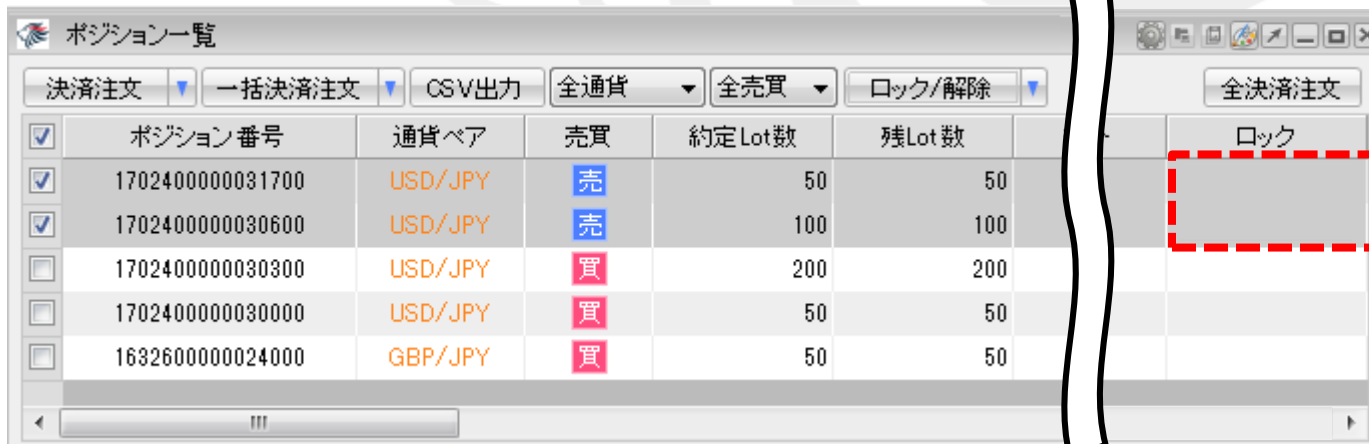 ポジション一覧
決済注文 一括決済注文 CSV出力 全通貨 全売買 ロック/解除 全決済注文
ポジション番号 通貨ペア 売買 約定Lot数 残Lot数 ロック
1702400000031700 USD/JPY 売 50 50
1702400000030600 USD/JPY 売 100 100
1702400000030300 USD/JPY 買 200 200
1702400000030000 USD/JPY 買 50 50
1632600000024000 GBP/JPY 買 50 50